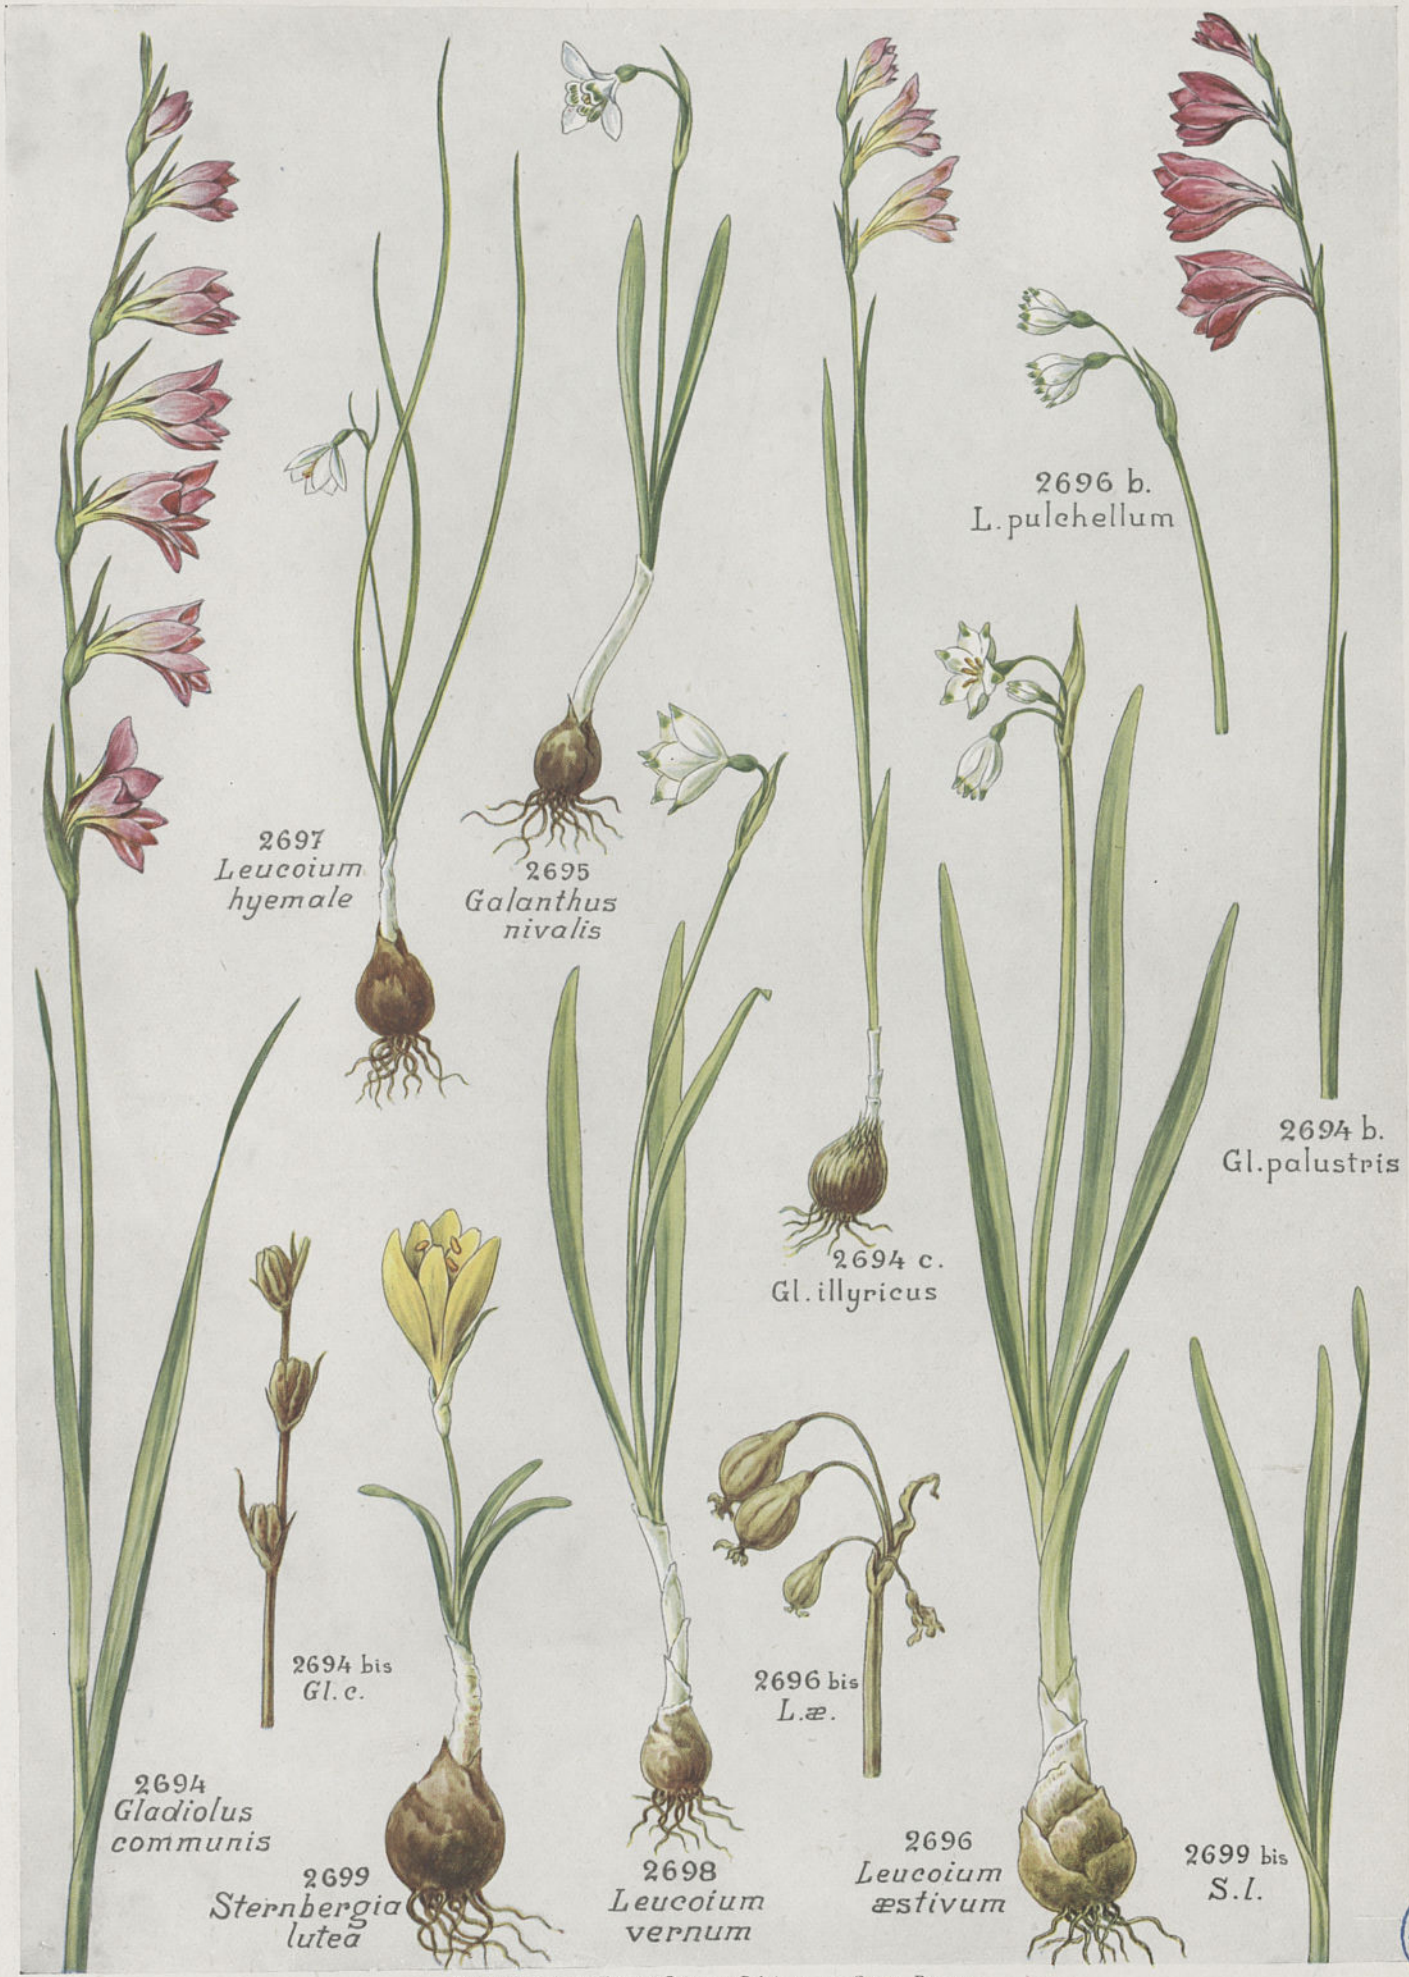 2696 b.
L. pulchellum
2697
Leucoium
hyemale
2695
Galanthus
nivalis
2694 b.
Gl. palustris
2694 c.
Gl. illyricus
2694 bis
Gl. c.
2696 bis
L. æ.
2694
Gladiolus
communis
2699
Sternbergia
lutea
2698
Leucoium
vernum
2696
Leucoium
æstivum
2699 bis
S. l.